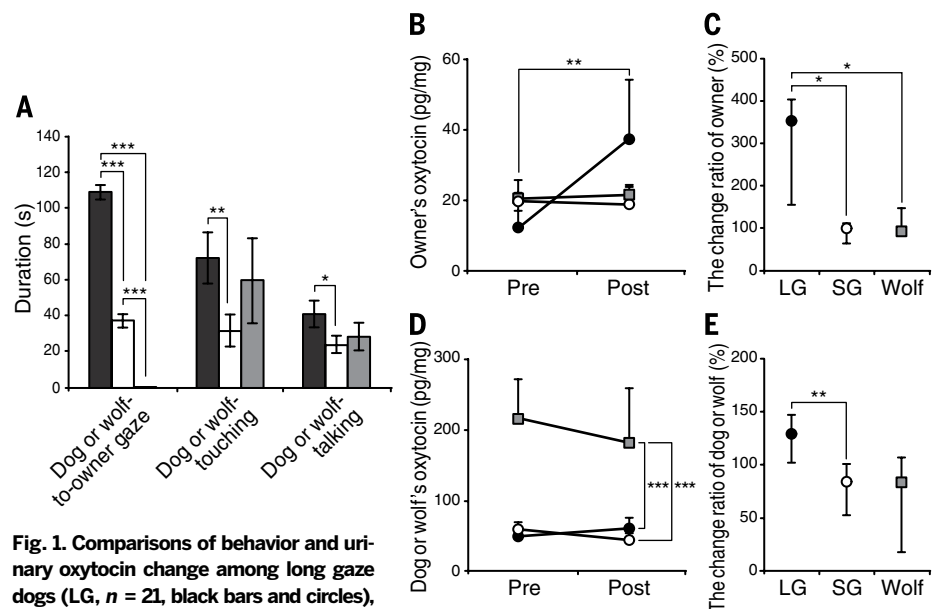 A
Duration (s)
140
120
100
80
60
40
20
0
***
***
***
**
*
Dog or wolf-
to-owner gaze
Dog or wolf-
touching
Dog or wolf-
talking
B
Owner's oxytocin (pg/mg)
60
40
20
0
**
Pre Post
C
The change ratio of owner (%)
500
400
300
200
100
0
*
*
LG SG Wolf
D
Dog or wolf's oxytocin (pg/mg)
300
200
100
0
*** ***
Pre Post
E
The change ratio of dog or wolf (%)
200
150
100
50
0
**
LG SG Wolf
Fig. 1. Comparisons of behavior and uri-
nary oxytocin change among long gaze
dogs (LG, n = 21, black bars and circles),